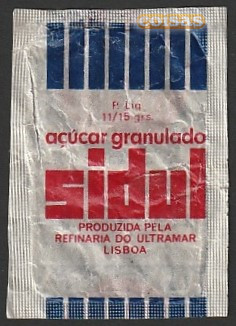 P. Liq
11/15 grs.
açúcar granulado
sidul
PRODUZIDA PELA
REFINARIA DO ULTRAMAR
LISBOA